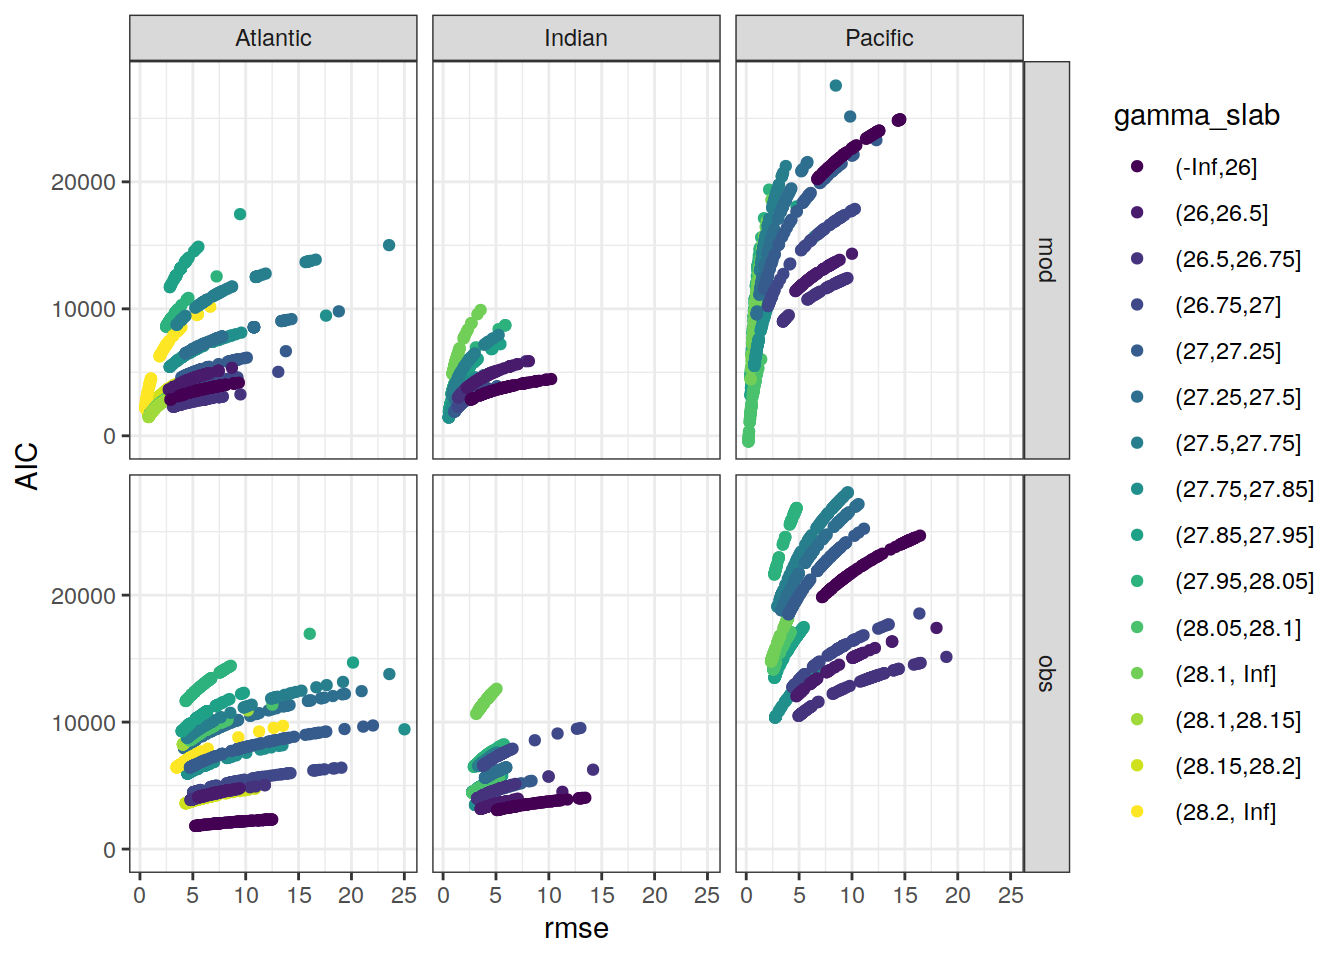 Atlantic Indian Pacific
mod
obs
AIC
20000
10000
0
20000
10000
0
0 5 10 15 20 25 0 5 10 15 20 25 0 5 10 15 20 25
rmse
gamma_slab
(-Inf,26]
(26,26.5]
(26.5,26.75]
(26.75,27]
(27,27.25]
(27.25,27.5]
(27.5,27.75]
(27.75,27.85]
(27.85,27.95]
(27.95,28.05]
(28.05,28.1]
(28.1, Inf]
(28.1,28.15]
(28.15,28.2]
(28.2, Inf]